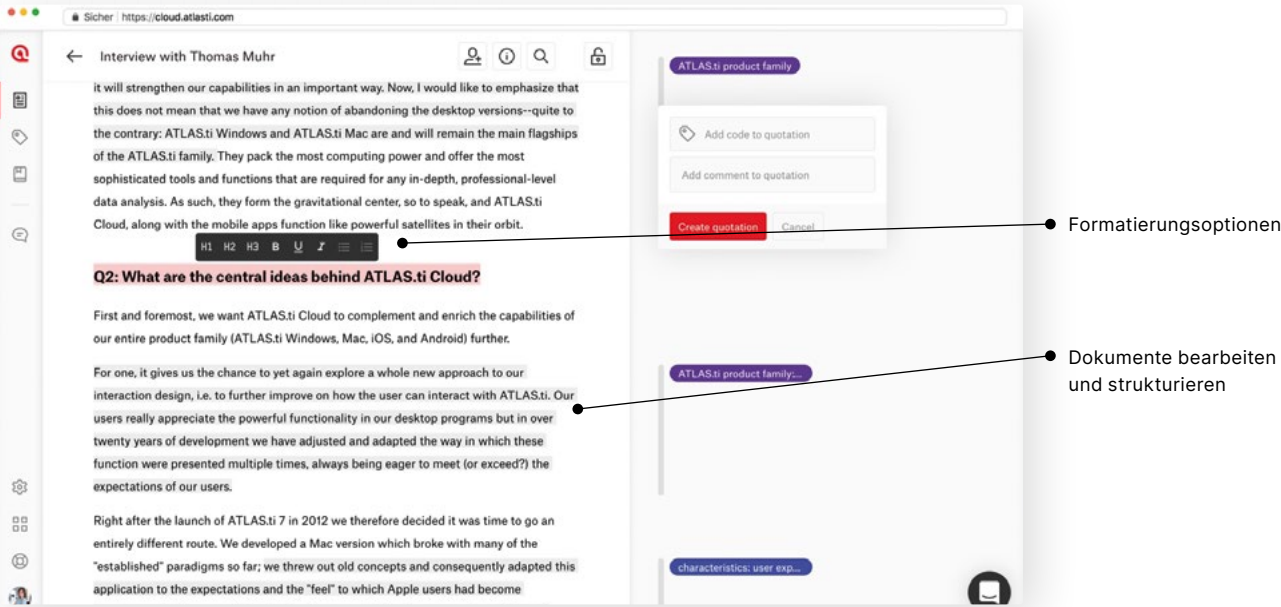 Sicher | https://cloud.atlasti.com
Interview with Thomas Muhr
it will strengthen our capabilities in an important way. Now, I would like to emphasize that
this does not mean that we have any notion of abandoning the desktop versions--quite to
the contrary: ATLAS.ti Windows and ATLAS.ti Mac are and will remain the main flagships
of the ATLAS.ti family. They pack the most computing power and offer the most
sophisticated tools and functions that are required for any in-depth, professional-level
data analysis. As such, they form the gravitational center, so to speak, and ATLAS.ti
Cloud, along with the mobile apps function like powerful satellites in their orbit.
H1 H2 H3 B U I
Q2: What are the central ideas behind ATLAS.ti Cloud?
First and foremost, we want ATLAS.ti Cloud to complement and enrich the capabilities of
our entire product family (ATLAS.ti Windows, Mac, iOS, and Android) further.
For one, it gives us the chance to yet again explore a whole new approach to our
interaction design, i.e. to further improve on how the user can interact with ATLAS.ti. Our
users really appreciate the powerful functionality in our desktop programs but in over
twenty years of development we have adjusted and adapted the way in which these
function were presented multiple times, always being eager to meet (or exceed?) the
expectations of our users.
Right after the launch of ATLAS.ti 7 in 2012 we therefore decided it was time to go an
entirely different route. We developed a Mac version which broke with many of the
"established" paradigms so far; we threw out old concepts and consequently adapted this
application to the expectations and the "feel" to which Apple users had become
ATLAS.ti product family
Add code to quotation
Add comment to quotation
Create quotation
Cancel
ATLAS.ti product family:...
characteristics: user exp...
Formatierungsoptionen
Dokumente bearbeiten
und strukturieren